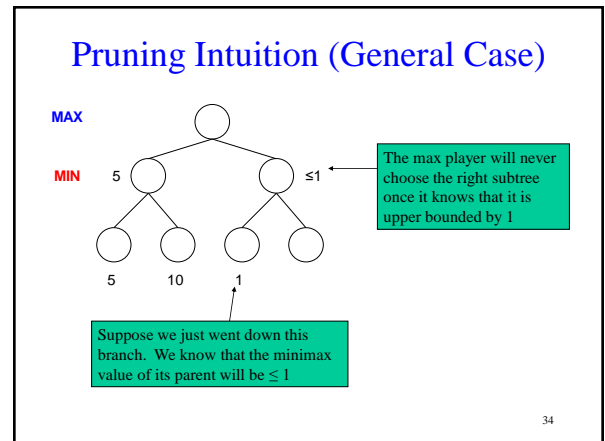 Pruning Intuition (General Case)
MAX
MIN
5
≤1
The max player will never
choose the right subtree
once it knows that it is
upper bounded by 1
5
10
1
Suppose we just went down this
branch. We know that the minimax
value of its parent will be ≤ 1
34